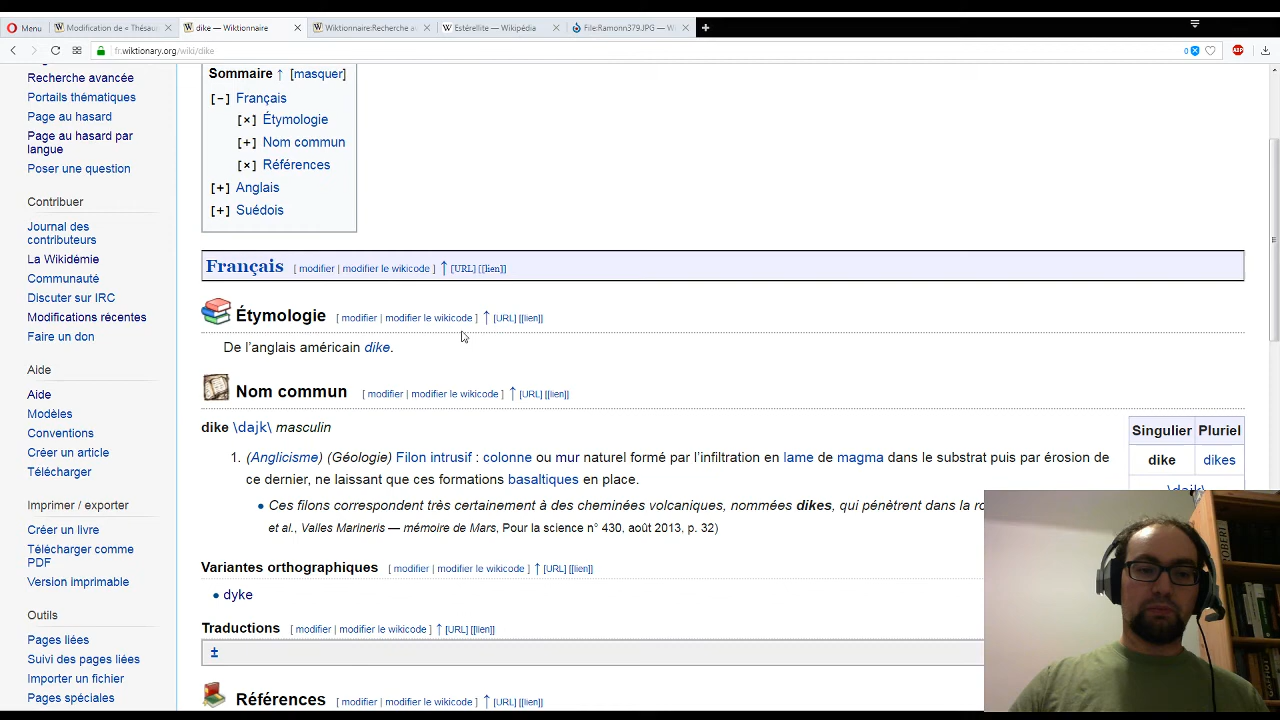 Menu
Modification de « Thésau
dike — Wiktionnaire
Wiktionnaire:Recherche a
Estérellite — Wikipédia
File:Ramonn379.JPG — W
fr.wiktionary.org/wiki/dike
0
ABP
Recherche avancée
Portails thématiques
Page au hasard
Page au hasard par
langue
Poser une question
Contribuer
Journal des
contributeurs
La Wikidémie
Communauté
Discuter sur IRC
Modifications récentes
Faire un don
Aide
Aide
Modèles
Conventions
Créer un article
Télécharger
Imprimer / exporter
Créer un livre
Télécharger comme
PDF
Version imprimable
Outils
Pages liées
Suivi des pages liées
Importer un fichier
Pages spéciales
Sommaire ↑ [masquer]
[−] Français
[×] Étymologie
[+] Nom commun
[×] Références
[+] Anglais
[+] Suédois
Français [ modifier | modifier le wikicode ] ↑ [URL] [[lien]]
Étymologie [ modifier | modifier le wikicode ] ↑ [URL] [[lien]]
De l’anglais américain dike.
Nom commun [ modifier | modifier le wikicode ] ↑ [URL] [[lien]]
dike \dajk\ masculin
1. (Anglicisme) (Géologie) Filon intrusif : colonne ou mur naturel formé par l’infiltration en lame de magma dans le substrat puis par érosion de
ce dernier, ne laissant que ces formations basaltiques en place.
• Ces filons correspondent très certainement à des cheminées volcaniques, nommées dikes, qui pénètrent dans la
et al., Valles Marineris — mémoire de Mars, Pour la science n° 430, août 2013, p. 32)
Singulier Pluriel
dike dikes
\dajk\
Variantes orthographiques [ modifier | modifier le wikicode ] ↑ [URL] [[lien]]
• dyke
Traductions [ modifier | modifier le wikicode ] ↑ [URL] [[lien]]
±
Références [ modifier | modifier le wikicode ] ↑ [URL] [[lien]]